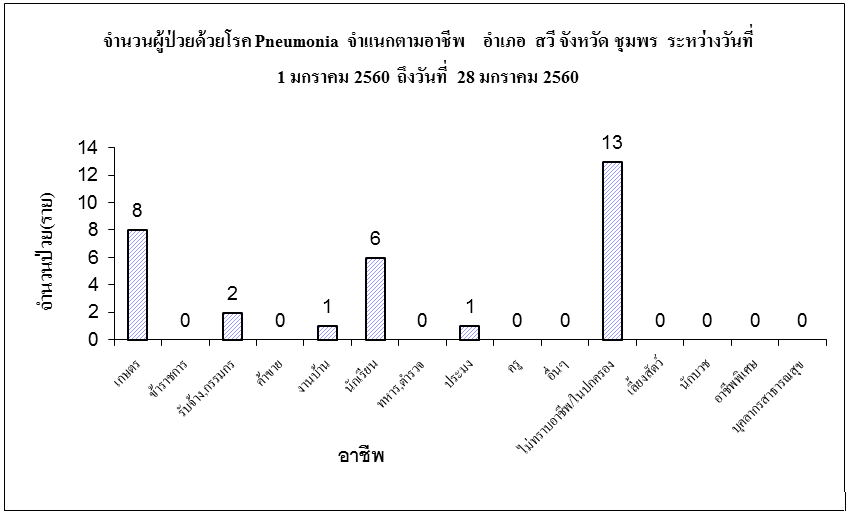 จำนวนผู้ป่วยด้วยโรค Pneumonia จำแนกตามอาชีพ อำเภอ สวี จังหวัด ชุมพร ระหว่างวันที่
1 มกราคม 2560 ถึงวันที่ 28 มกราคม 2560
จำนวนป่วย(ราย)
14
12
10
8
6
4
2
0
8
0
2
0
1
6
0
1
0
0
13
0
0
0
0
เกษตร
ข้าราชการ
รับจ้าง,กรรมกร
ค้าขาย
งานบ้าน
นักเรียน
ทหาร,ตำรวจ
ประมง
ครู
อื่นๆ
ไม่ทราบอาชีพ/ในปกครอง
เลี้ยงสัตว์
นักบวช
อาชีพพิเศษ
บุคลากรสาธารณสุข
อาชีพ